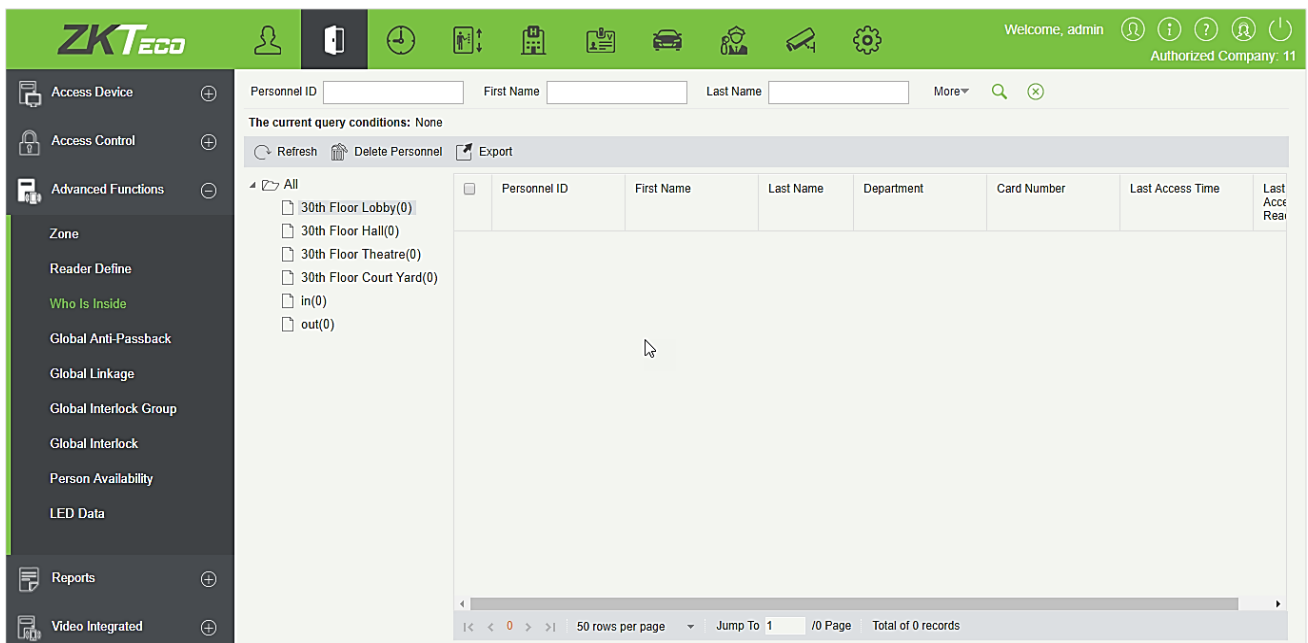 ZKTeco
Welcome, admin
Authorized Company: 11
Access Device
Access Control
Advanced Functions
Zone
Reader Define
Who Is Inside
Global Anti-Passback
Global Linkage
Global Interlock Group
Global Interlock
Person Availability
LED Data
Reports
Video Integrated
Personnel ID First Name Last Name More
The current query conditions: None
Refresh Delete Personnel Export
All
30th Floor Lobby(0)
30th Floor Hall(0)
30th Floor Theatre(0)
30th Floor Court Yard(0)
in(0)
out(0)
Personnel ID First Name Last Name Department Card Number Last Access Time Last
Acce
Read
0 50 rows per page Jump To 1 /0 Page Total of 0 records